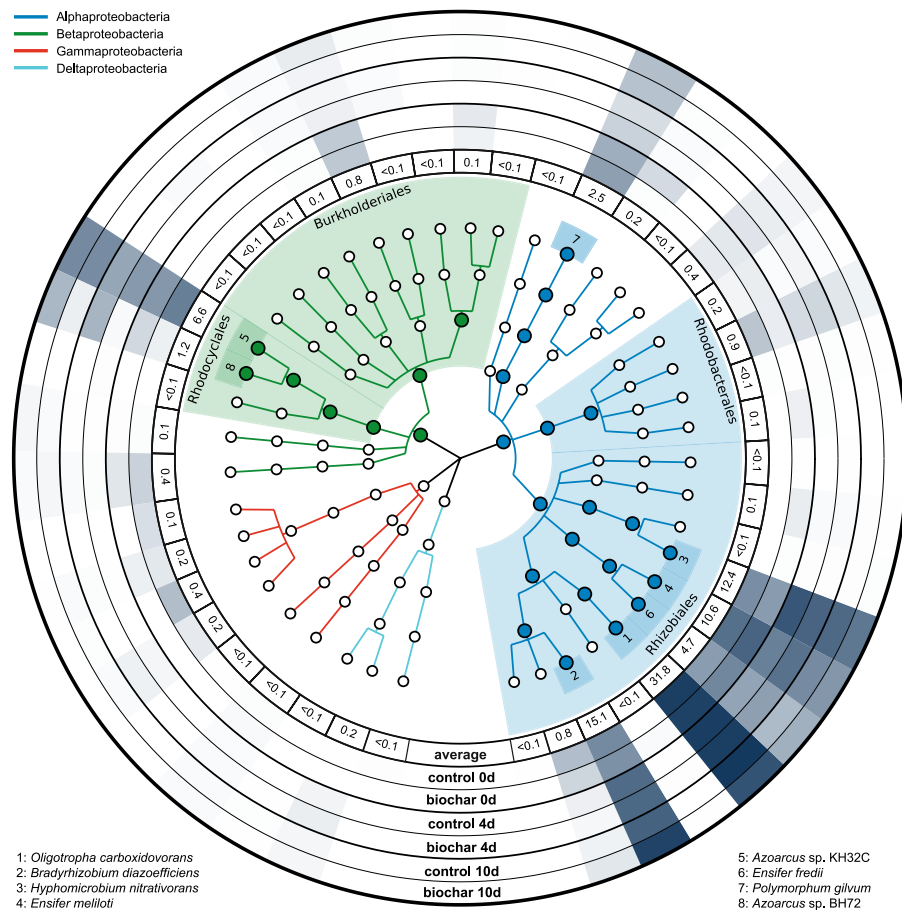 Alphaproteobacteria
Betaproteobacteria
Gammaproteobacteria
Deltaproteobacteria
<0.1
0.2
<0.1
<0.1
<0.1
0.2
0.4
0.2
0.1
0.4
0.1
<0.1
1.2
6.6
<0.1
<0.1
<0.1
0.1
0.8
<0.1
<0.1
0.1
<0.1
<0.1
2.5
0.2
<0.1
0.4
0.2
0.9
<0.1
0.1
<0.1
0.1
<0.1
12.4
10.6
4.7
31.8
<0.1
15.1
0.8
<0.1
Burkholderiales
Rhodocyclales
Rhodobacterales
Rhizobiales
7
5
8
3
4
6
1
2
average
control 0d
biochar 0d
control 4d
biochar 4d
control 10d
biochar 10d
1: Oligotropha carboxidovorans
2: Bradyrhizobium diazoefficiens
3: Hyphomicrobium nitrativorans
4: Ensifer meliloti
5: Azoarcus sp. KH32C
6: Ensifer fredii
7: Polymorphum gilvum
8: Azoarcus sp. BH72